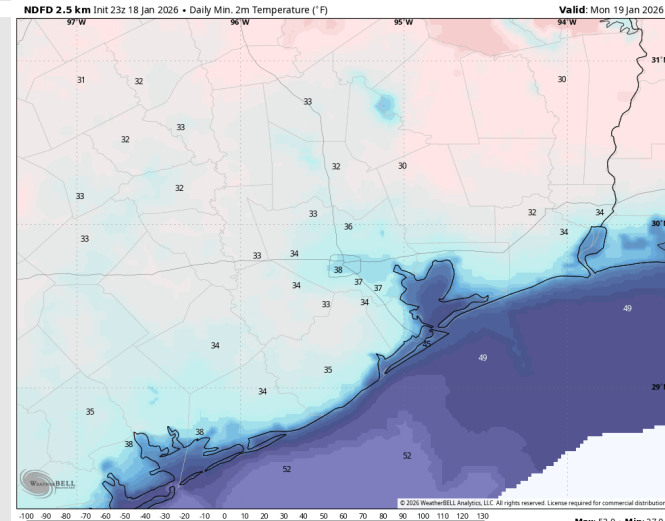 NDFD 2.5 km Init 23z 18 Jan 2026 • Daily Min. 2m Temperature (°F)
Valid: Mon 19 Jan 2026
97°W 96°W 95°W 94°W
31°N
31 32 30
33
33
32
32 30
32
33
33 32 34
36
34
30°N
33
33 34
38
37 37
34
33 34
49
45
34
49
35
29°N
34
35
38
38
52
52
WEATHERBELL
© 2026 WeatherBELL Analytics, LLC. All rights reserved. License required for commercial distribution
-100 -90 -80 -70 -60 -50 -40 -30 -20 -10 0 10 20 30 40 50 60 70 80 90 100 110 120 130